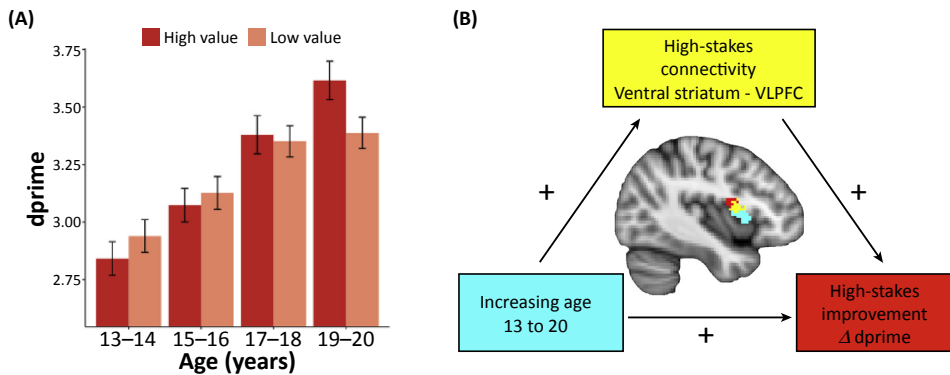 (A)
High value
Low value
3.75
3.50
3.25
3.00
2.75
dprime
13–14
15–16
17–18
19–20
Age (years)
(B)
High-stakes
connectivity
Ventral striatum - VLPFC
+
+
Increasing age
13 to 20
+
High-stakes
improvement
Δ dprime